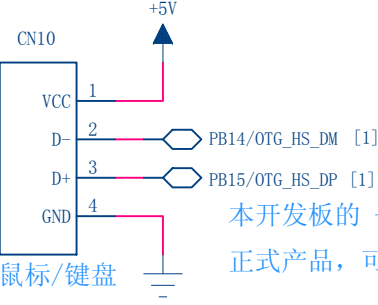 +5V
CN10
VCC 1
D- 2 PB14/OTG_HS_DM [1]
D+ 3 PB15/OTG_HS_DP [1]
GND 4
本开发板的
正式产品，可
鼠标/键盘